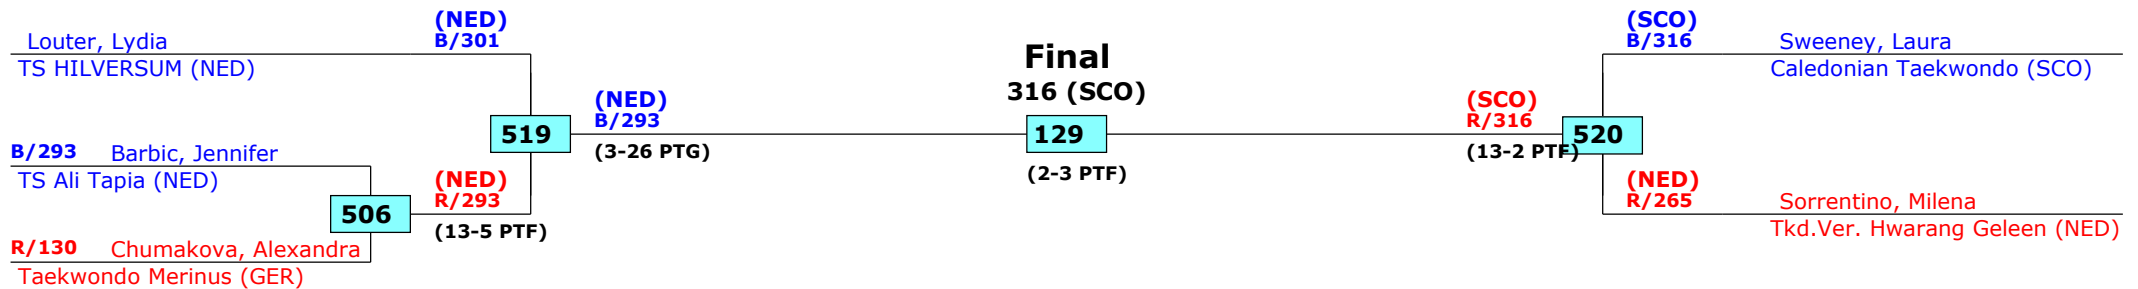 (NED)
B/301
Louter, Lydia
TS HILVERSUM (NED)
B/293 Barbic, Jennifer
TS Ali Tapia (NED)
506
R/130 Chumakova, Alexandra
Taekwondo Merinus (GER)
(NED)
R/293
(13-5 PTF)
519
(NED)
B/293
(3-26 PTG)
Final
316 (SCO)
129
(2-3 PTF)
(SCO)
R/316
(13-2 PTF)
520
(SCO)
B/316
Sweeney, Laura
Caledonian Taekwondo (SCO)
(NED)
R/265
Sorrentino, Milena
Tkd.Ver. Hwarang Geleen (NED)